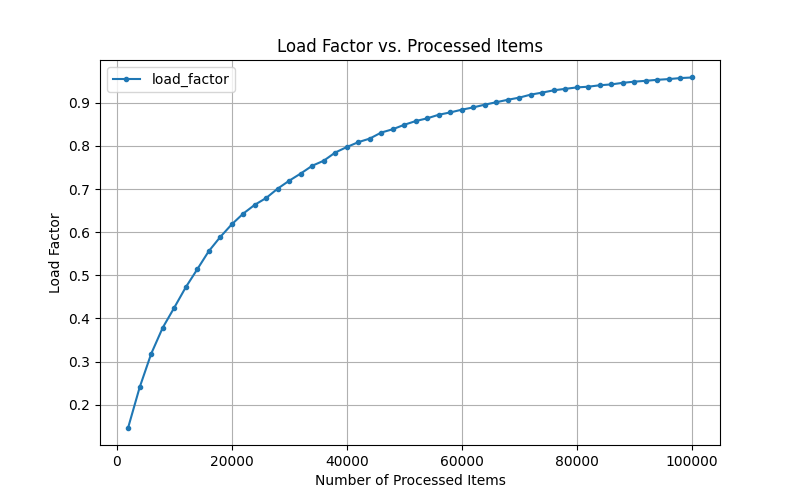 Load Factor vs. Processed Items
load_factor
Load Factor
0.9
0.8
0.7
0.6
0.5
0.4
0.3
0.2
0 20000 40000 60000 80000 100000
Number of Processed Items